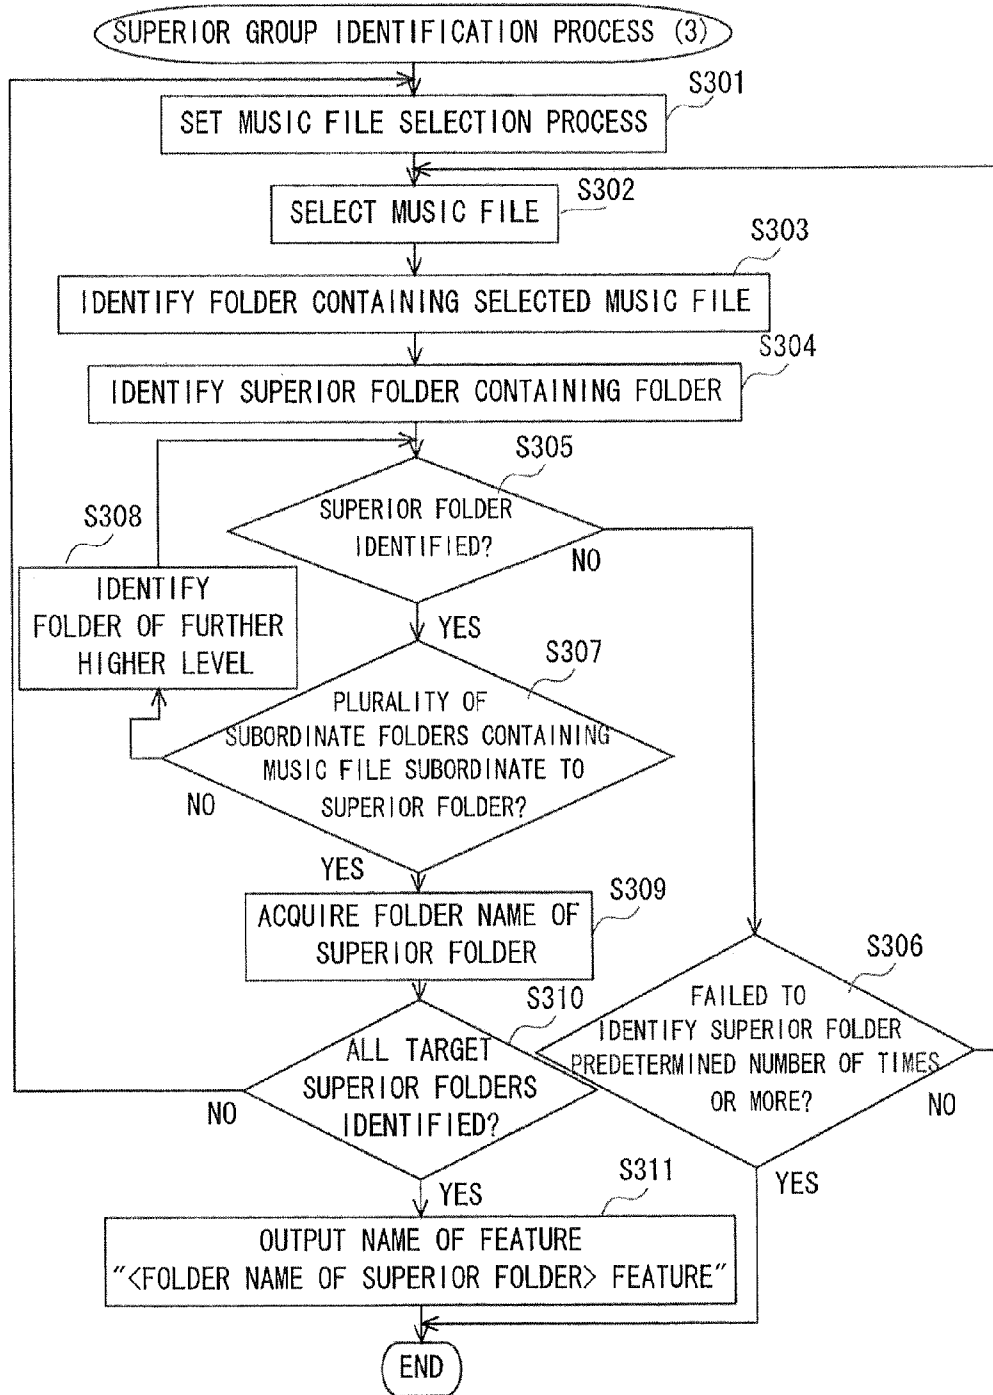 SUPERIOR GROUP IDENTIFICATION PROCESS (3)
S301
SET MUSIC FILE SELECTION PROCESS
S302
SELECT MUSIC FILE
S303
IDENTIFY FOLDER CONTAINING SELECTED MUSIC FILE
S304
IDENTIFY SUPERIOR FOLDER CONTAINING FOLDER
S305
SUPERIOR FOLDER
IDENTIFIED?
NO
YES
S308
IDENTIFY
FOLDER OF FURTHER
HIGHER LEVEL
S307
PLURALITY OF
SUBORDINATE FOLDERS CONTAINING
MUSIC FILE SUBORDINATE TO
SUPERIOR FOLDER?
NO
YES
S309
ACQUIRE FOLDER NAME OF
SUPERIOR FOLDER
S306
FAILED TO
IDENTIFY SUPERIOR FOLDER
PREDETERMINED NUMBER OF TIMES
OR MORE?
NO
YES
S310
ALL TARGET
SUPERIOR FOLDERS
IDENTIFIED?
NO
YES
S311
OUTPUT NAME OF FEATURE
"<FOLDER NAME OF SUPERIOR FOLDER> FEATURE"
END